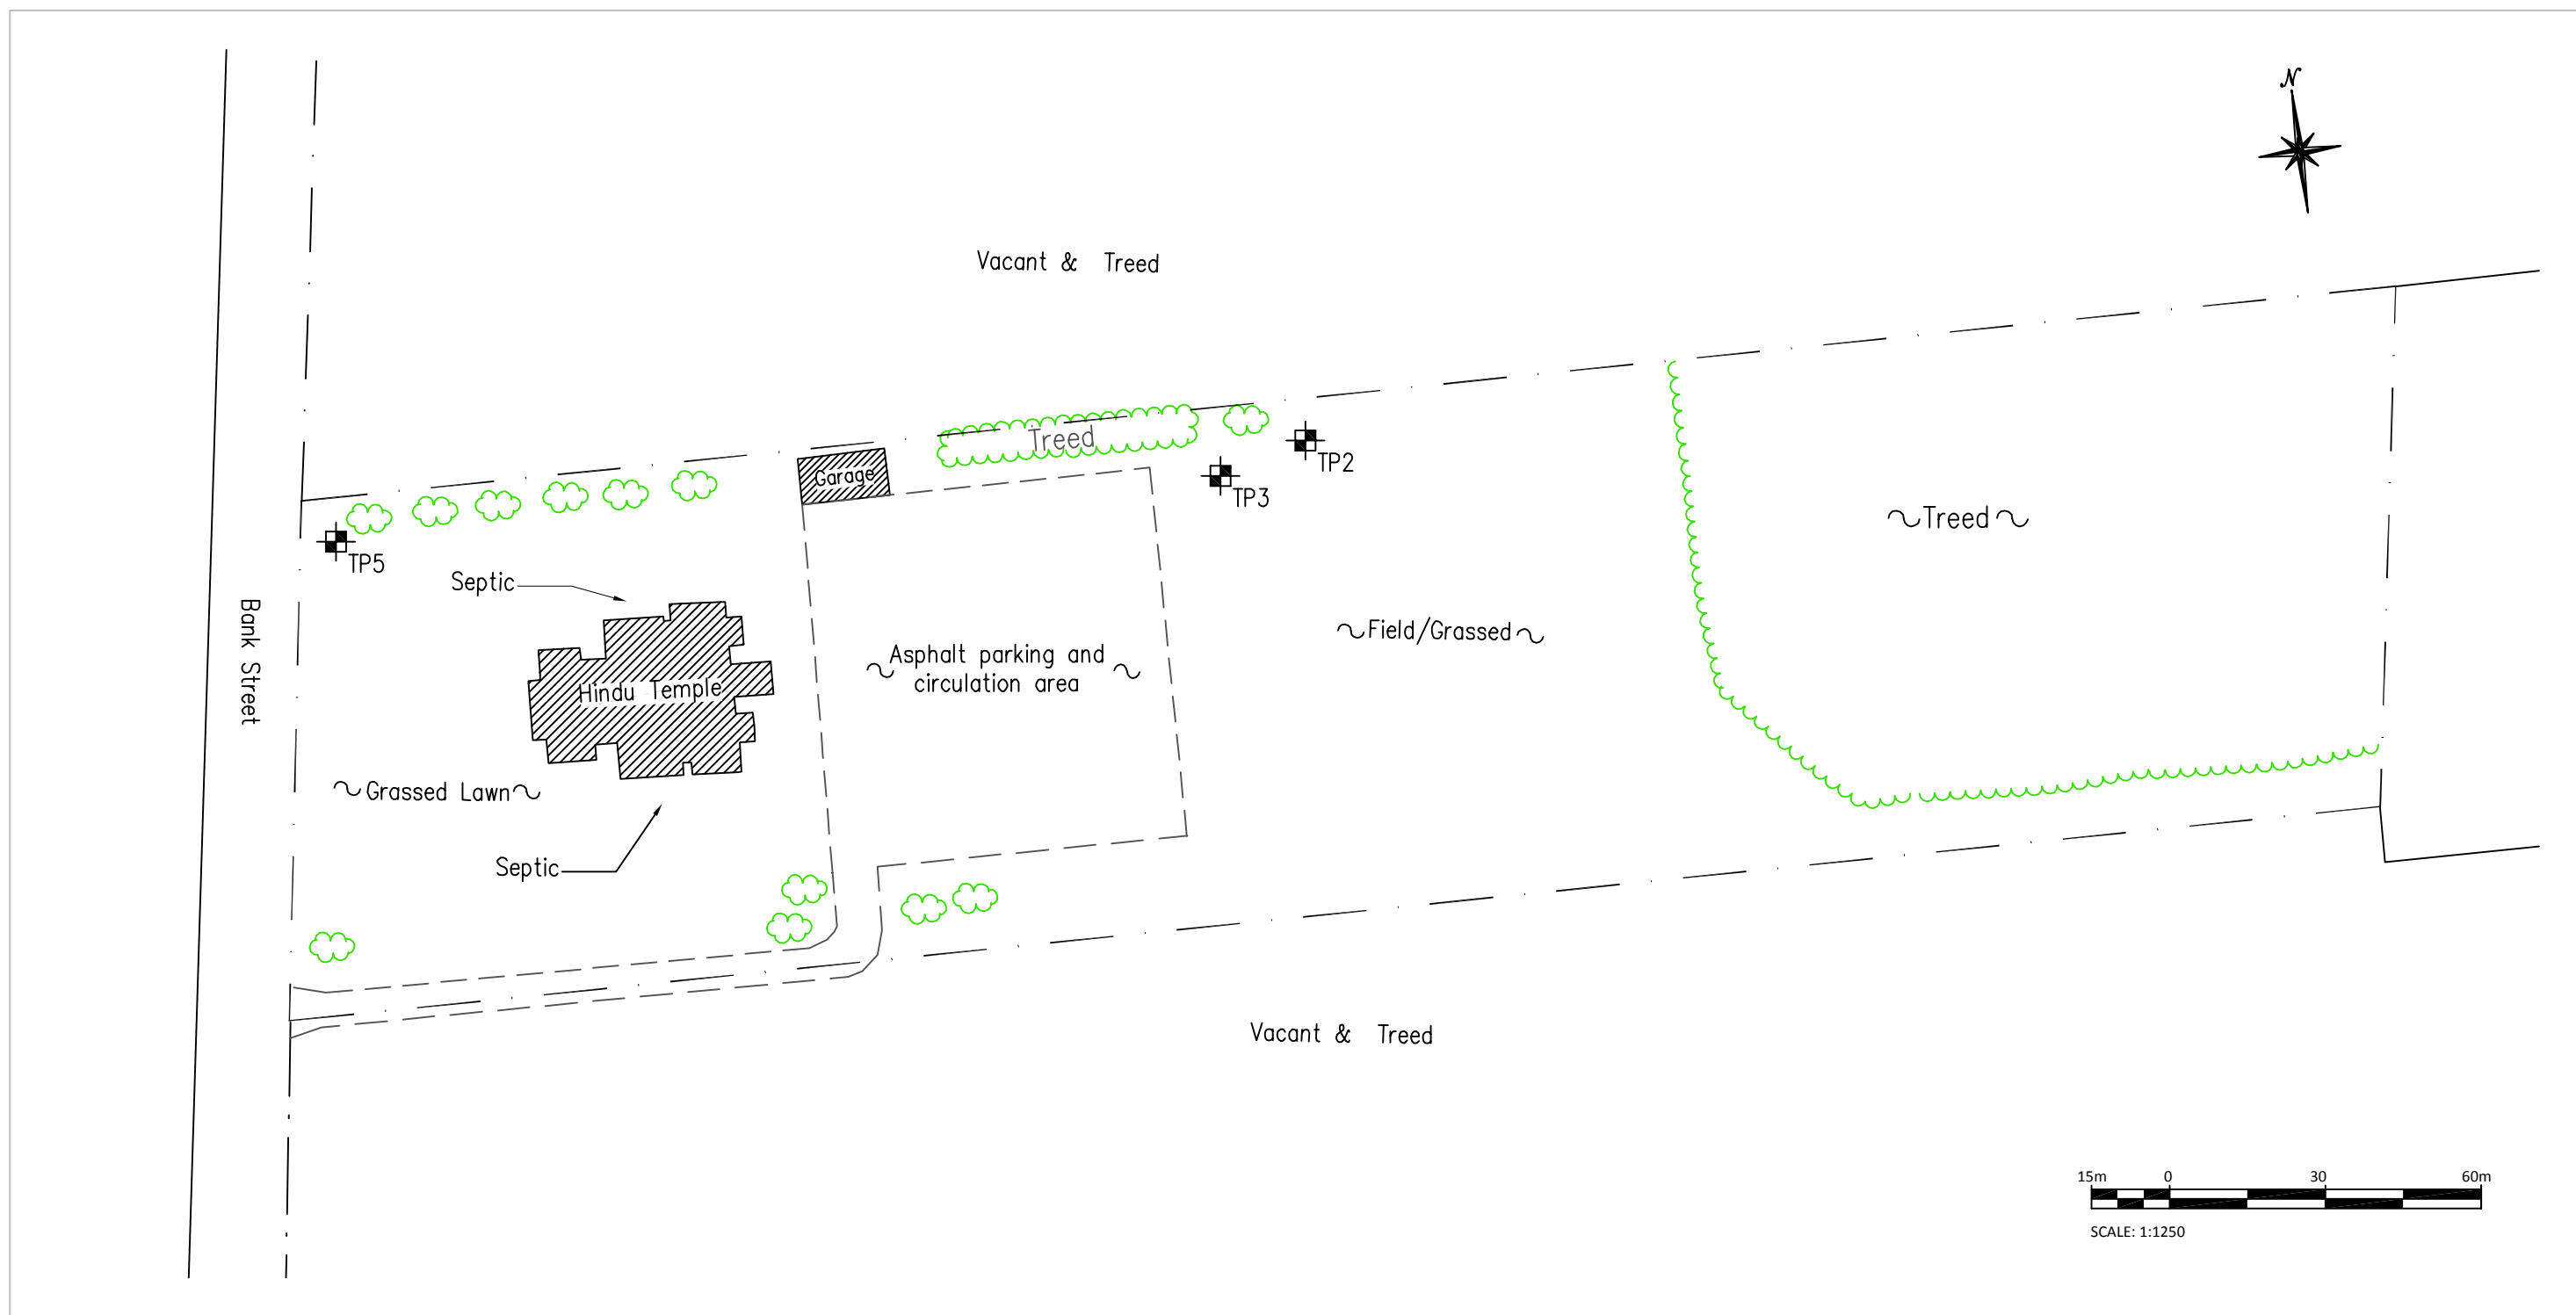 N
Vacant & Treed
Treed
Garage
TP2
TP3
TP5
Treed
Septic
Bank Street
Field/Grassed
Asphalt parking and
circulation area
Hindu Temple
Grassed Lawn
Septic
Vacant & Treed
15m 0 30 60m
SCALE: 1:1250